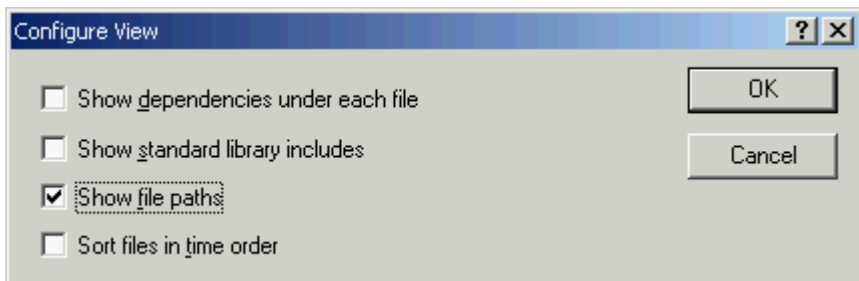 Configure View
?
Show dependencies under each file
OK
Show standard library includes
Cancel
Show file paths
Sort files in time order